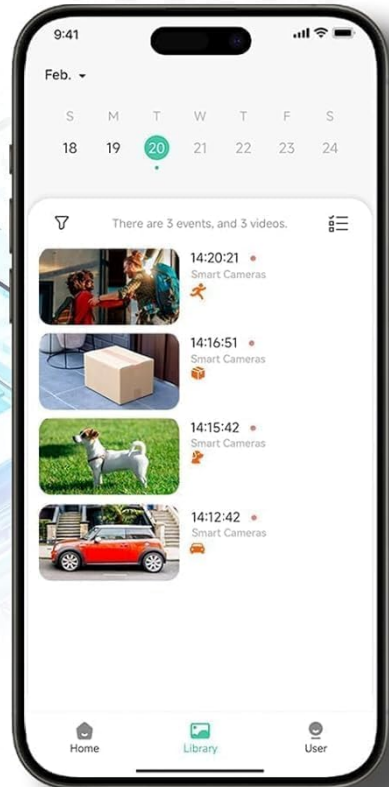 9:41
Feb.
S M T W T F S
18 19 20 21 22 23 24
There are 3 events, and 3 videos.
14:20:21
Smart Cameras
14:16:51
Smart Cameras
14:15:42
Smart Cameras
14:12:42
Smart Cameras
Home Library User